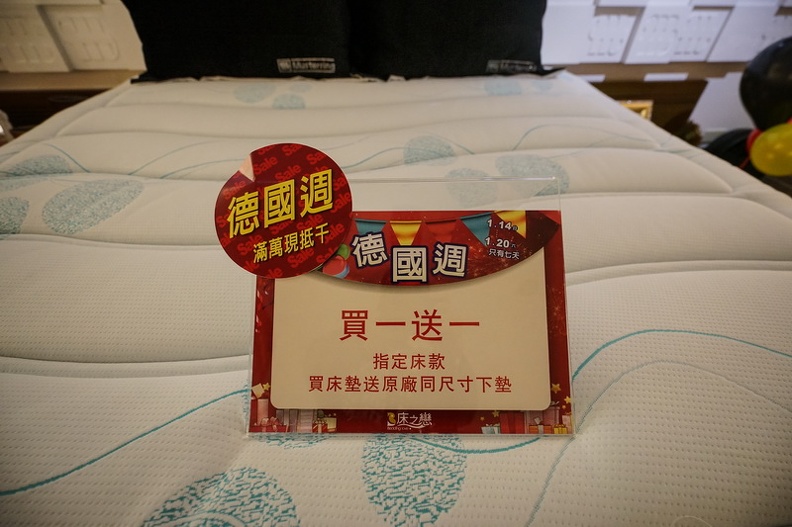 德國週
滿萬現抵千
德國週
1.14
1.20
只有七天
買一送一
指定床款
買床墊送原廠同尺寸下墊
床之戀